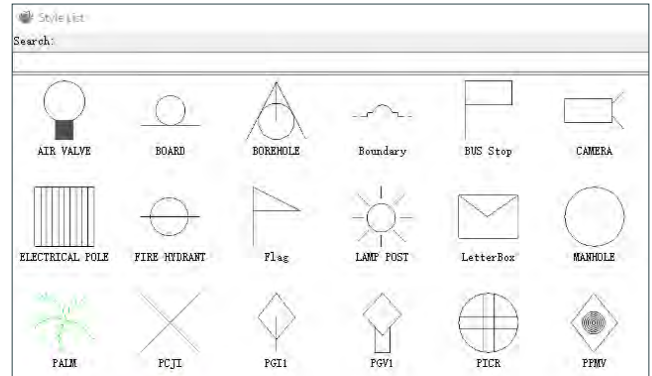 Style List
Search:
AIR VALVE BOARD BOREHOLE Boundary BUS Stop CAMERA
ELECTRICAL POLE FIRE HYDRANT Flag LAMP POST LetterBox MANHOLE
PALM PCJI PGI1 PGV1 PICR PPMV